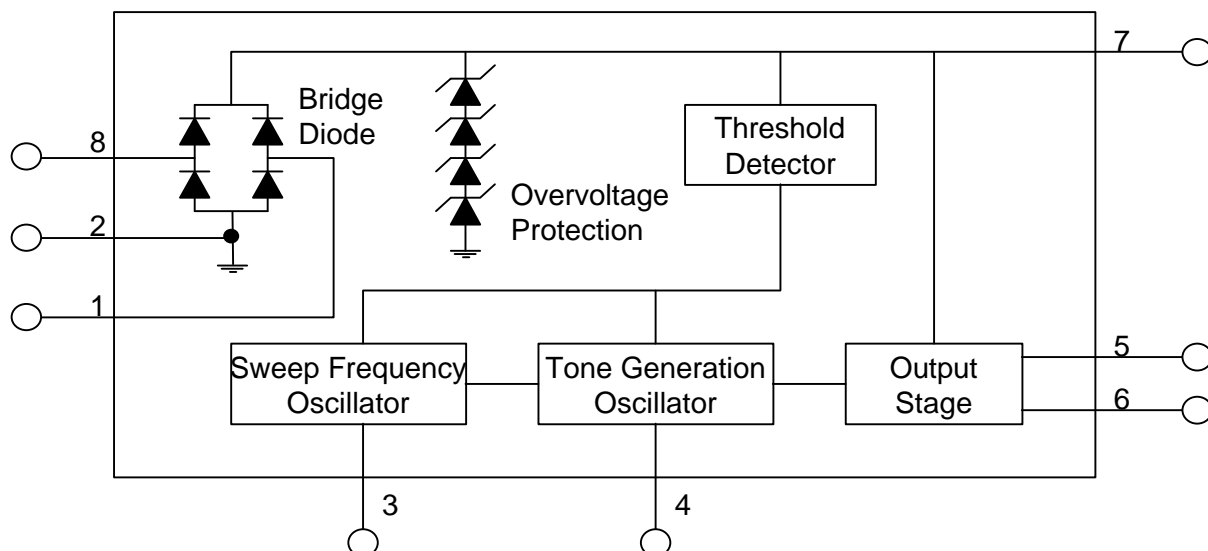 7
Bridge
Diode
8
Threshold
Detector
Overvoltage
Protection
2
1
Sweep Frequency
Oscillator
Tone Generation
Oscillator
Output
Stage
5
6
3
4